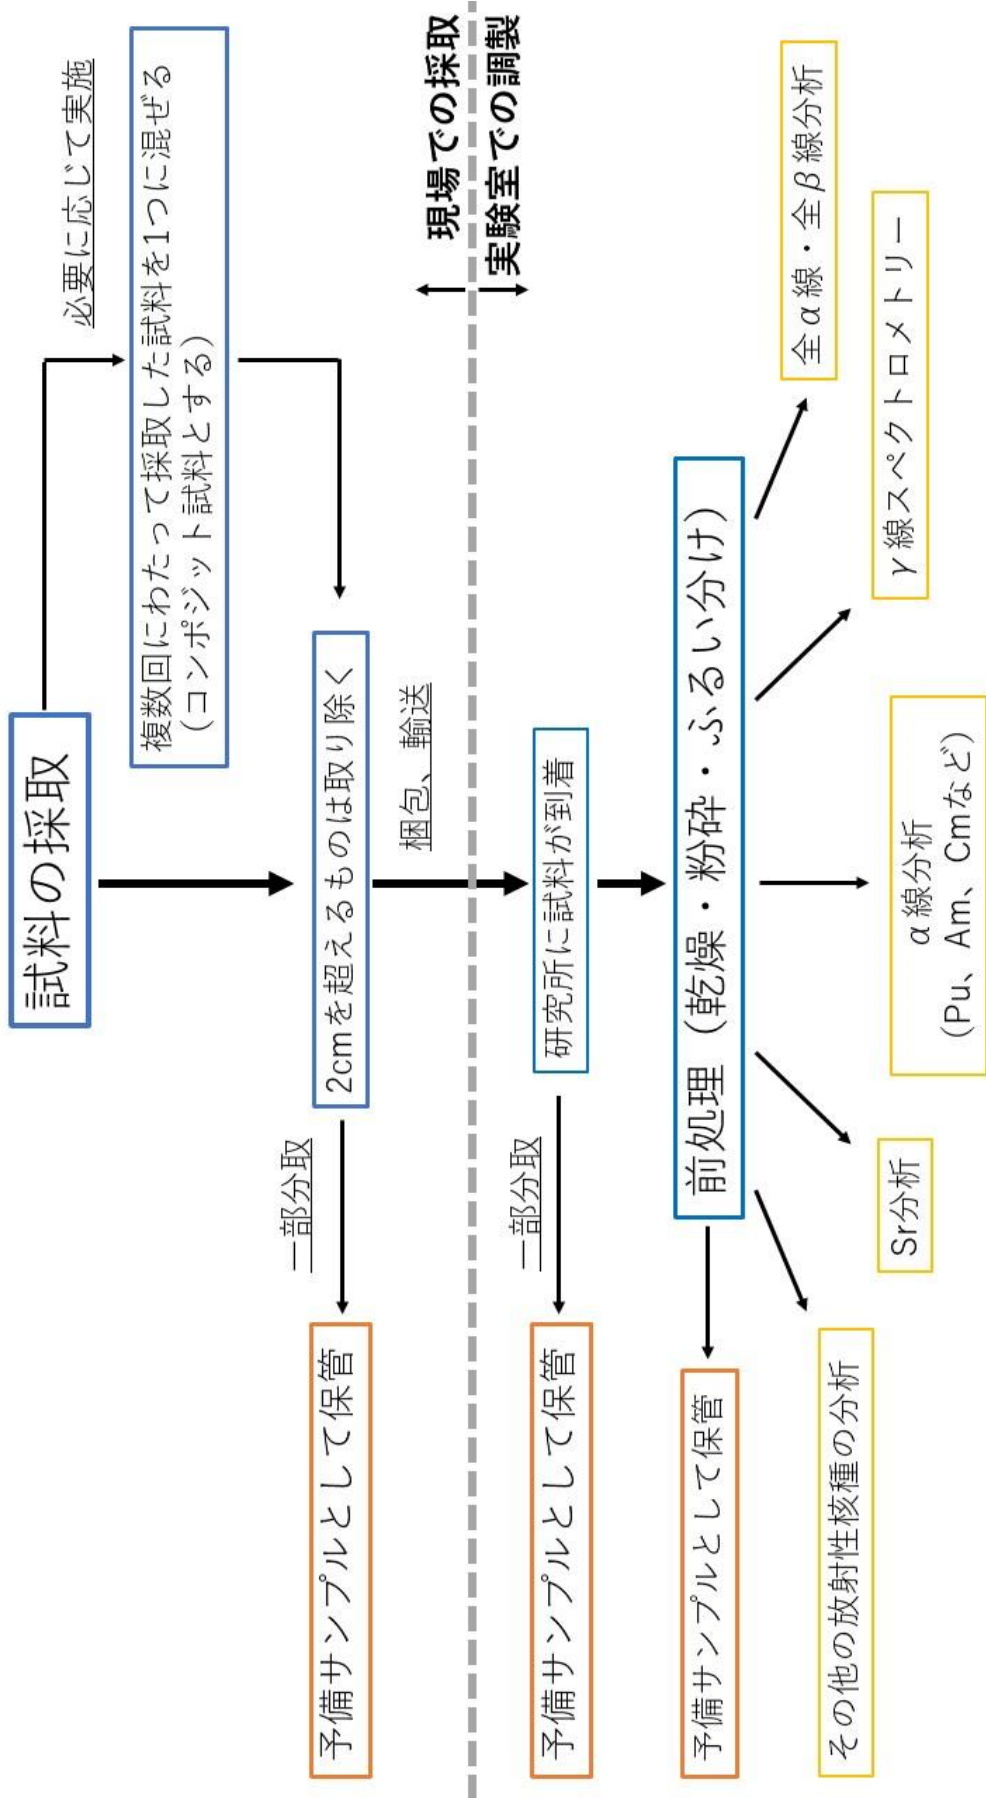 試料の採取
必要に応じて実施
複数回にわたって採取した試料を1つに混ぜる
（コンポジット試料とする）
2cmを超えるものは取り除く
一部分取
予備サンプルとして保管
梱包、輸送
現場での採取
実験室での調製
研究所に試料が到着
一部分取
予備サンプルとして保管
前処理（乾燥・粉砕・ふるい分け）
予備サンプルとして保管
その他の放射性核種の分析
Sr分析
α線分析
(Pu、Am、Cmなど)
γ線スペクトロメトリー
全α線・全β線分析